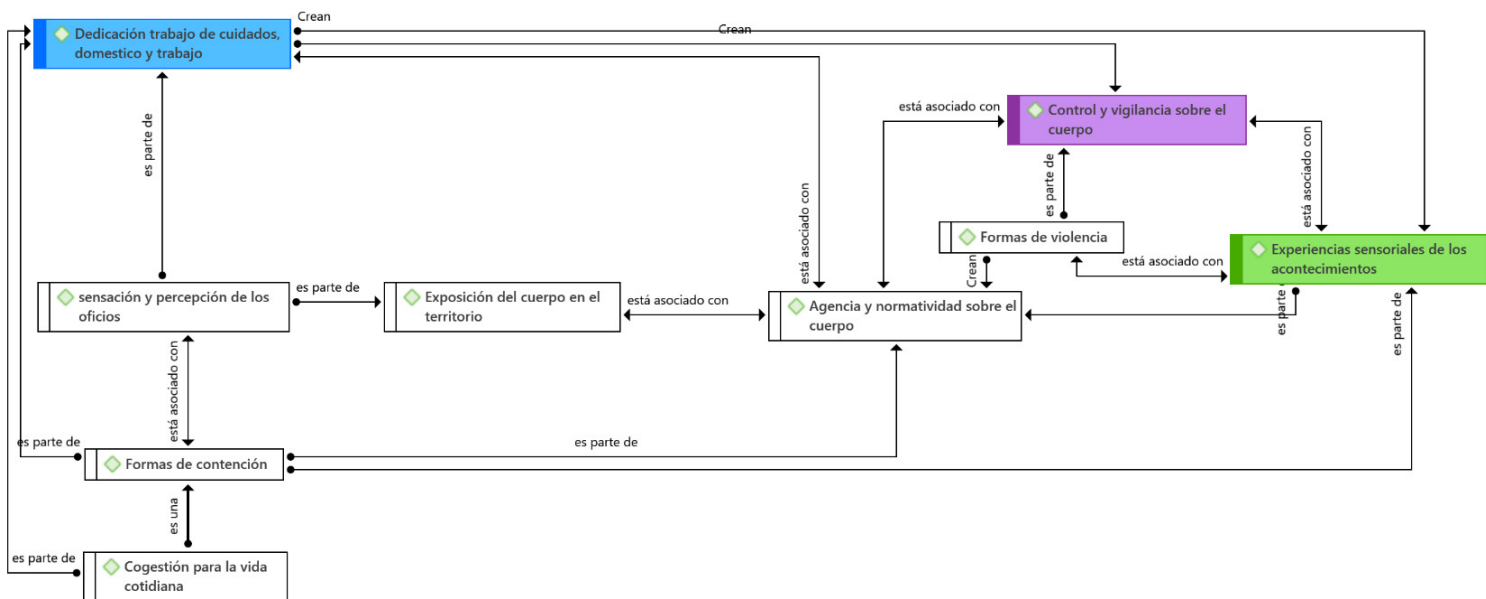 Crean
Dedicación trabajo de cuidados,
domestico y trabajo
Crean
está asociado con
Control y vigilancia sobre el
cuerpo
es parte de
está asociado con
es parte de
Formas de violencia
está asociado con
está asociado con
Experiencias sensoriales de los
acontecimientos
Crean
sensación y percepción de los
oficios
es parte de
Exposición del cuerpo en el
territorio
está asociado con
Agencia y normatividad sobre el
cuerpo
es parte de
es parte de
está asociado con
es parte de
es parte de
Formas de contención
es una
es parte de
Cogestión para la vida
cotidiana